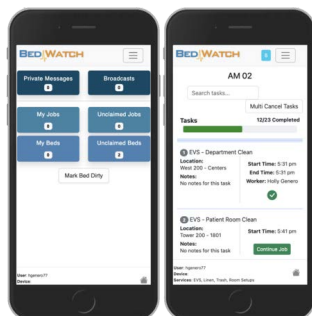 BEDWATCH
Private Messages
0
Broadcasts
0
My Jobs
0
Unclaimed Jobs
0
My Beds
0
Unclaimed Beds
0
Mark Bed Dirty
User: hgenero77
Device:
BEDWATCH
AM 02
Search tasks...
Multi Cancel Tasks
Tasks
12/23 Completed
1 EVS - Department Clean
Location:
West 200 - Centers
Notes:
No notes for this task
Start Time: 5:31 pm
End Time: 5:31 pm
Worker: Holly Genero
2 EVS - Patient Room Clean
Location:
Tower 200 - 1801
Notes:
No notes for this task
Start Time: 5:41 pm
Continue Job
User: hgenero77
Device:
Services: EVS, Linen, Trash, Room Setups